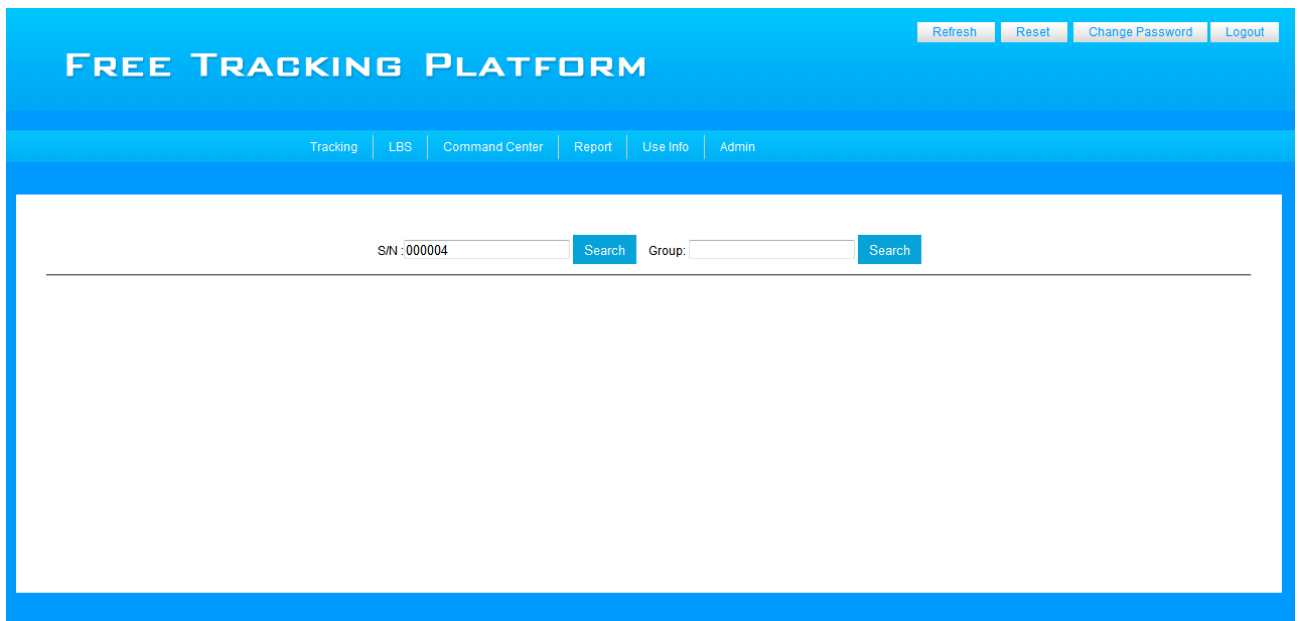 Refresh Reset Change Password Logout
FREE TRACKING PLATFORM
Tracking LBS Command Center Report Use Info Admin
S/N : 000004 Search Group: Search